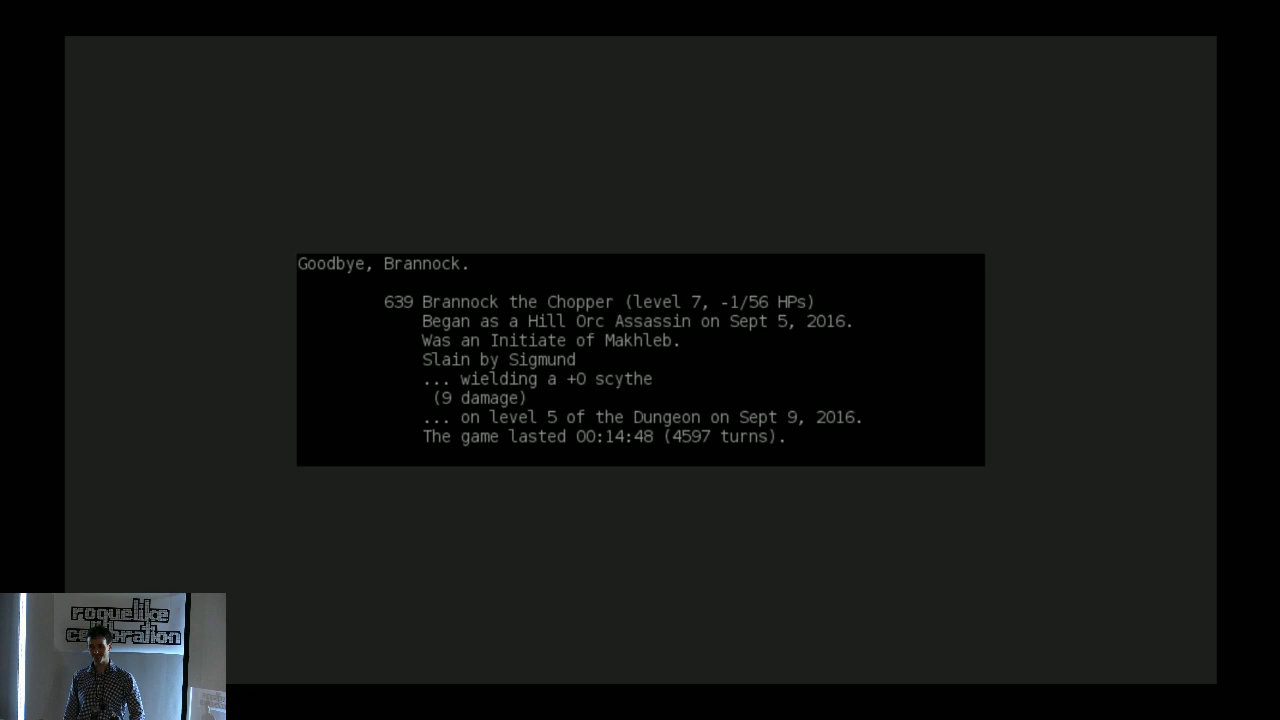 Goodbye, Brannock.
639 Brannock the Chopper (level 7, -1/56 HPs)
Began as a Hill Orc Assassin on Sept 5, 2016.
Was an Initiate of Makhleb.
Slain by Sigmund
... wielding a +0 scythe
(9 damage)
... on level 5 of the Dungeon on Sept 9, 2016.
The game lasted 00:14:48 (4597 turns).
roguelike
celebration